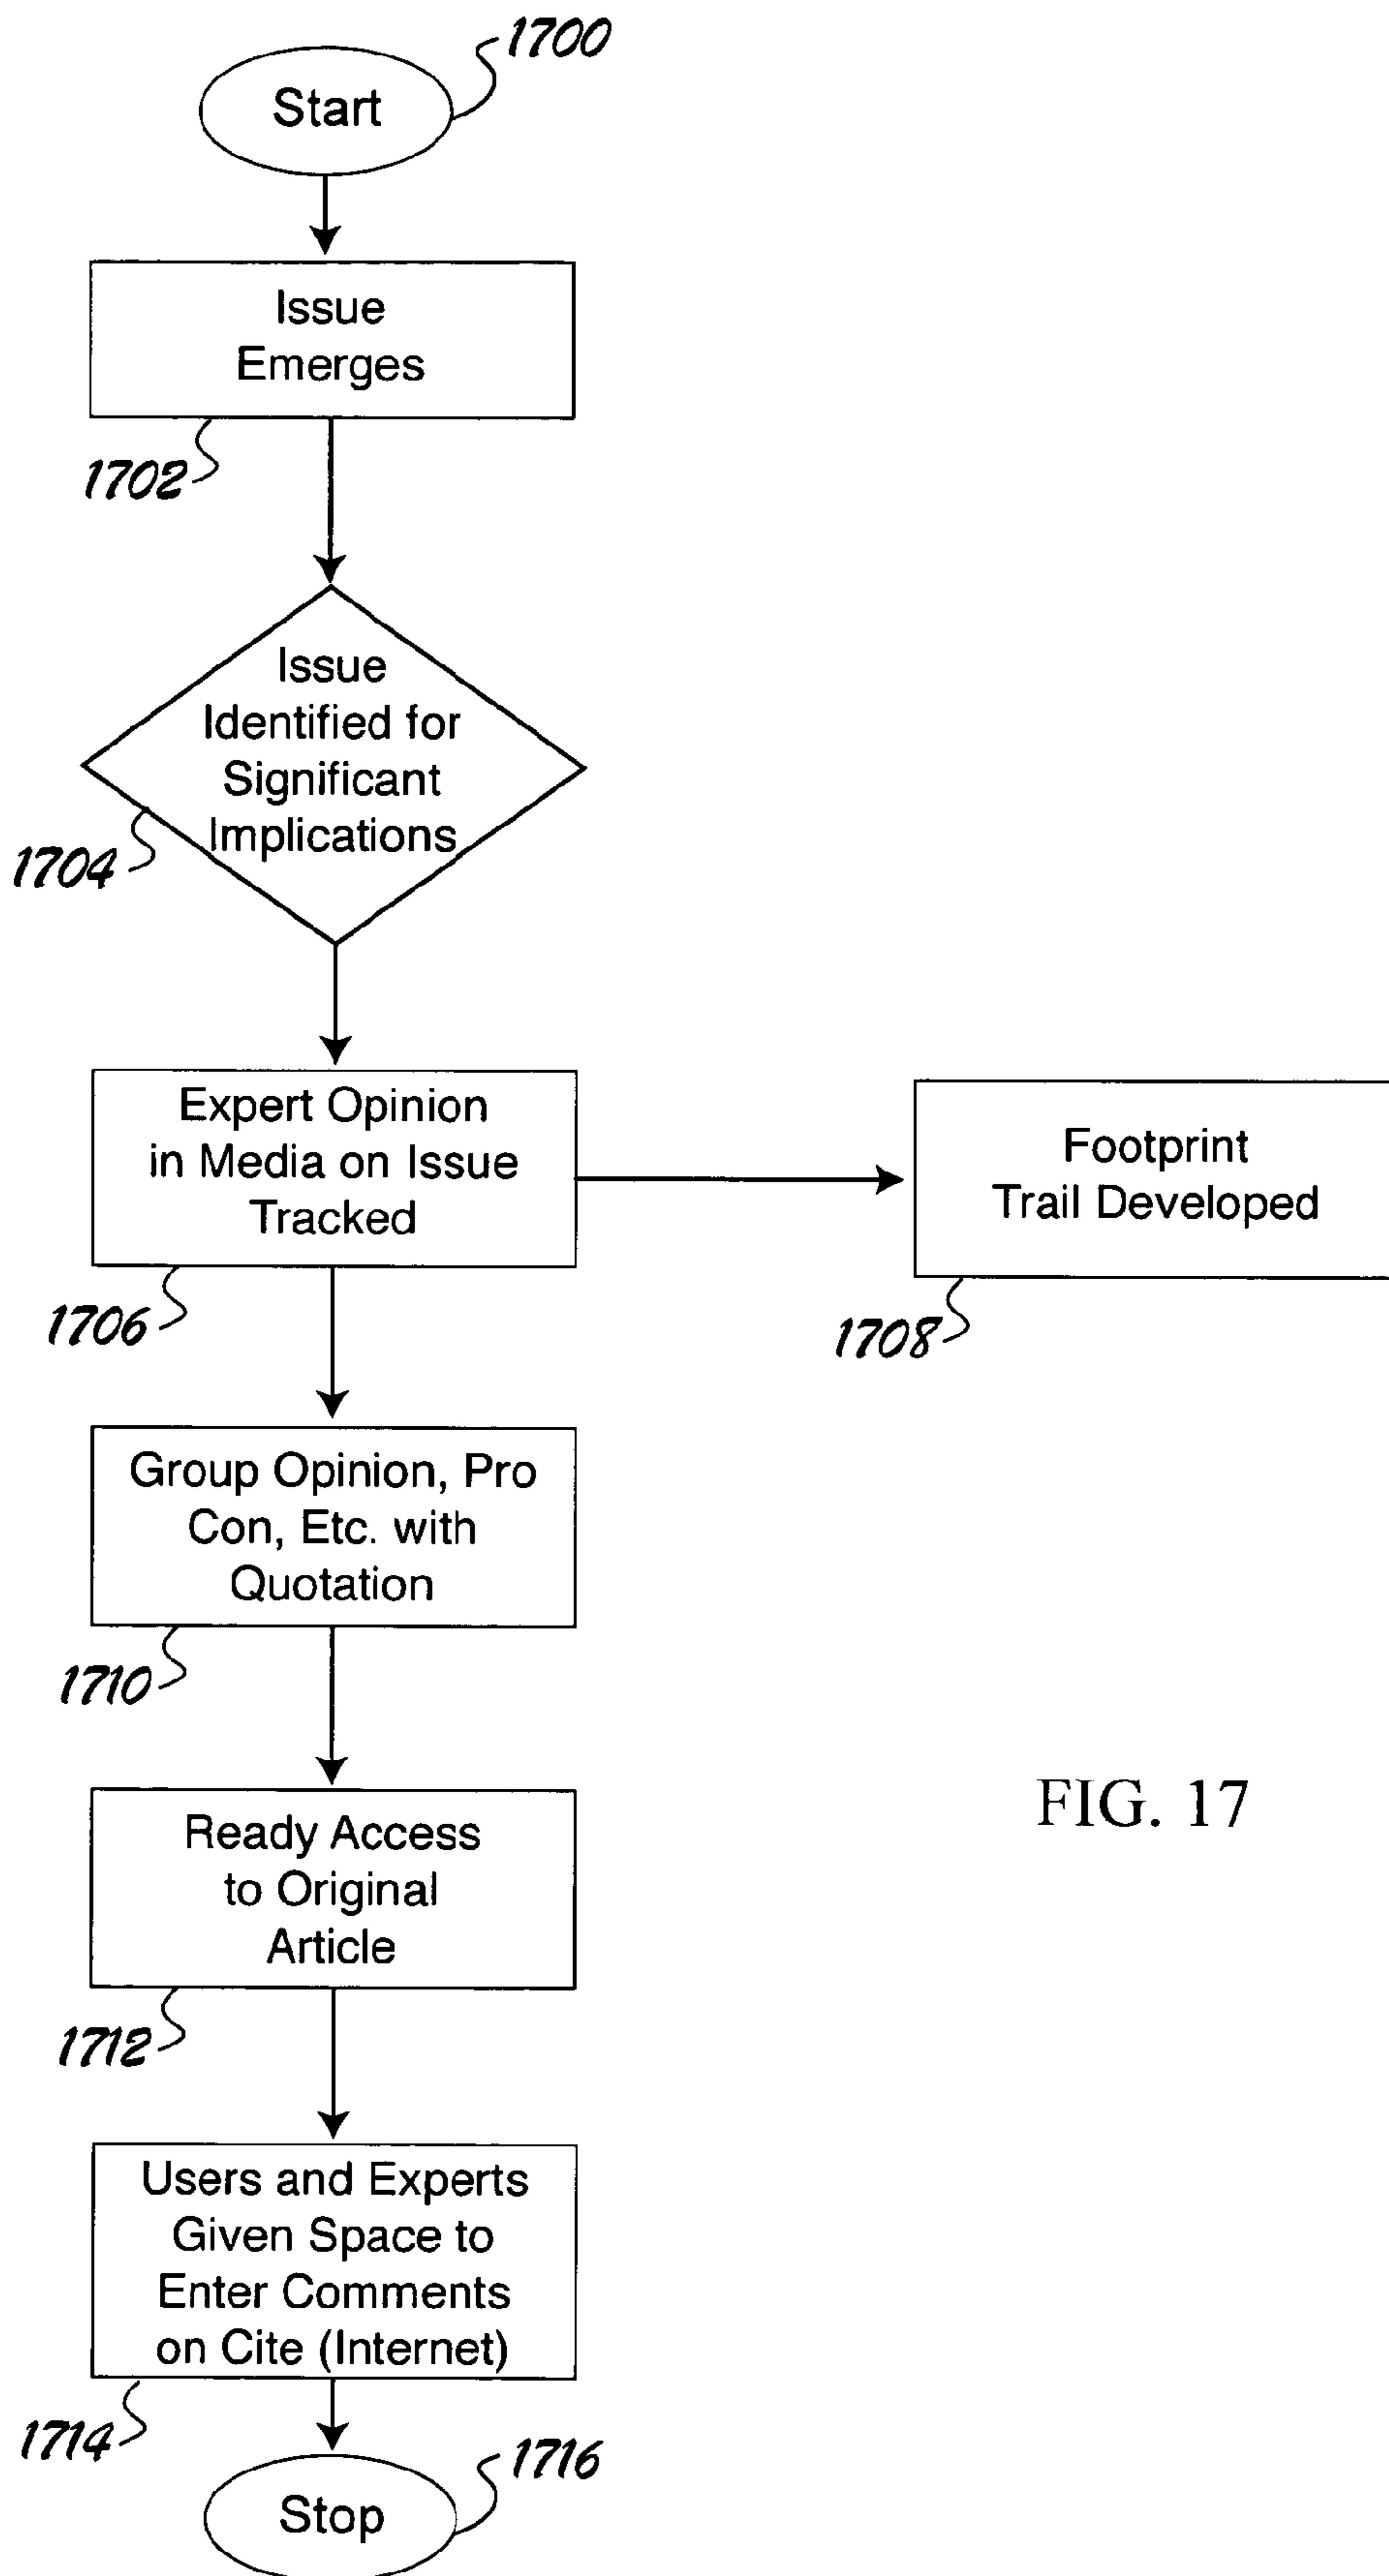 1700
Start
Issue
Emerges
1702
Issue
Identified for
Significant
Implications
1704
Expert Opinion
in Media on Issue
Tracked
1706
Footprint
Trail Developed
1708
Group Opinion, Pro
Con, Etc. with
Quotation
1710
Ready Access
to Original
Article
1712
FIG. 17
Users and Experts
Given Space to
Enter Comments
on Cite (Internet)
1714
1716
Stop